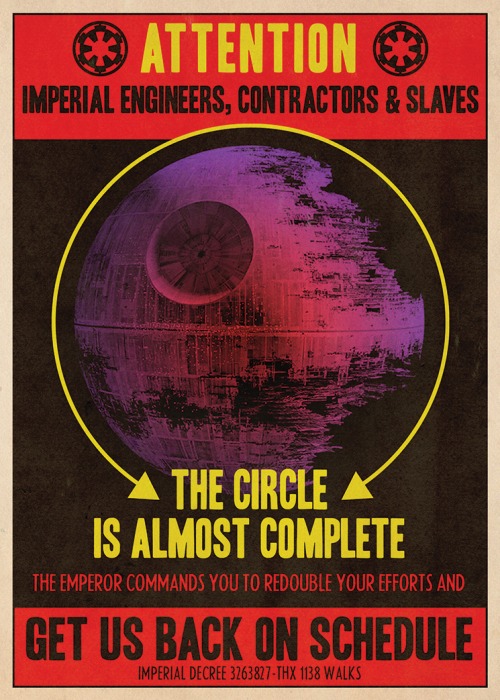 ATTENTION
IMPERIAL ENGINEERS, CONTRACTORS & SLAVES
THE CIRCLE
IS ALMOST COMPLETE
THE EMPEROR COMMANDS YOU TO REDOUBLE YOUR EFFORTS AND
GET US BACK ON SCHEDULE
IMPERIAL DECREE 3263827-THX 1138 WALKS